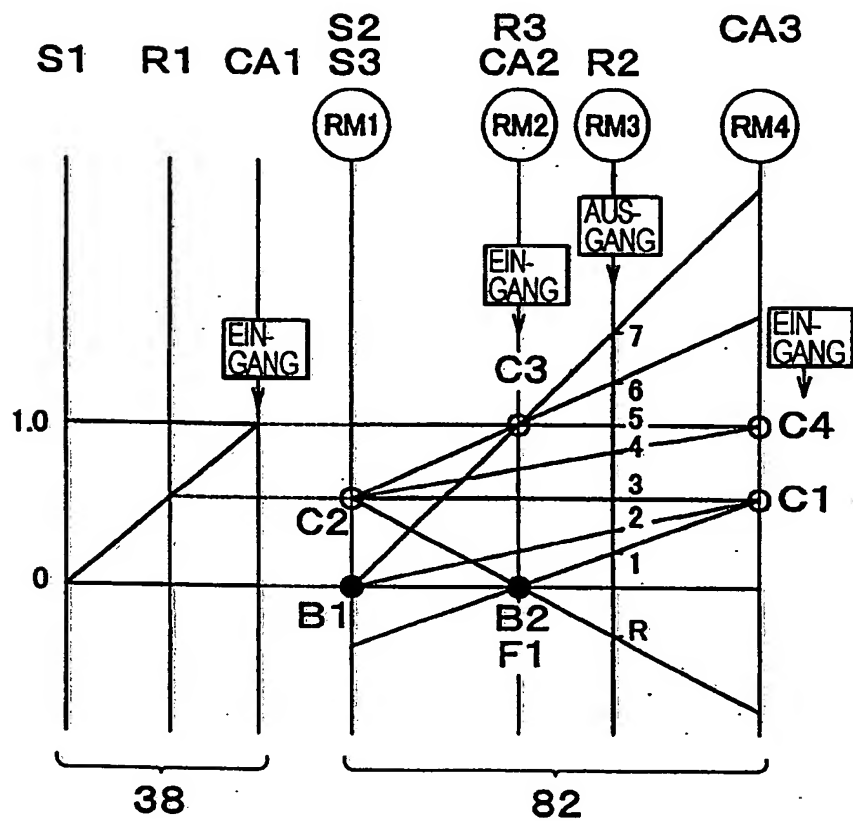 S2 R3 CA3
S1 R1 CA1 S3 CA2 R2
RM1 RM2 RM3 RM4
AUS-
GANG
EIN-
GANG
EIN-
GANG
EIN-
GANG
7
C3
6
1.0
5
C4
4
3
C2
2
C1
1
0
B1
B2
R
F1
38 82